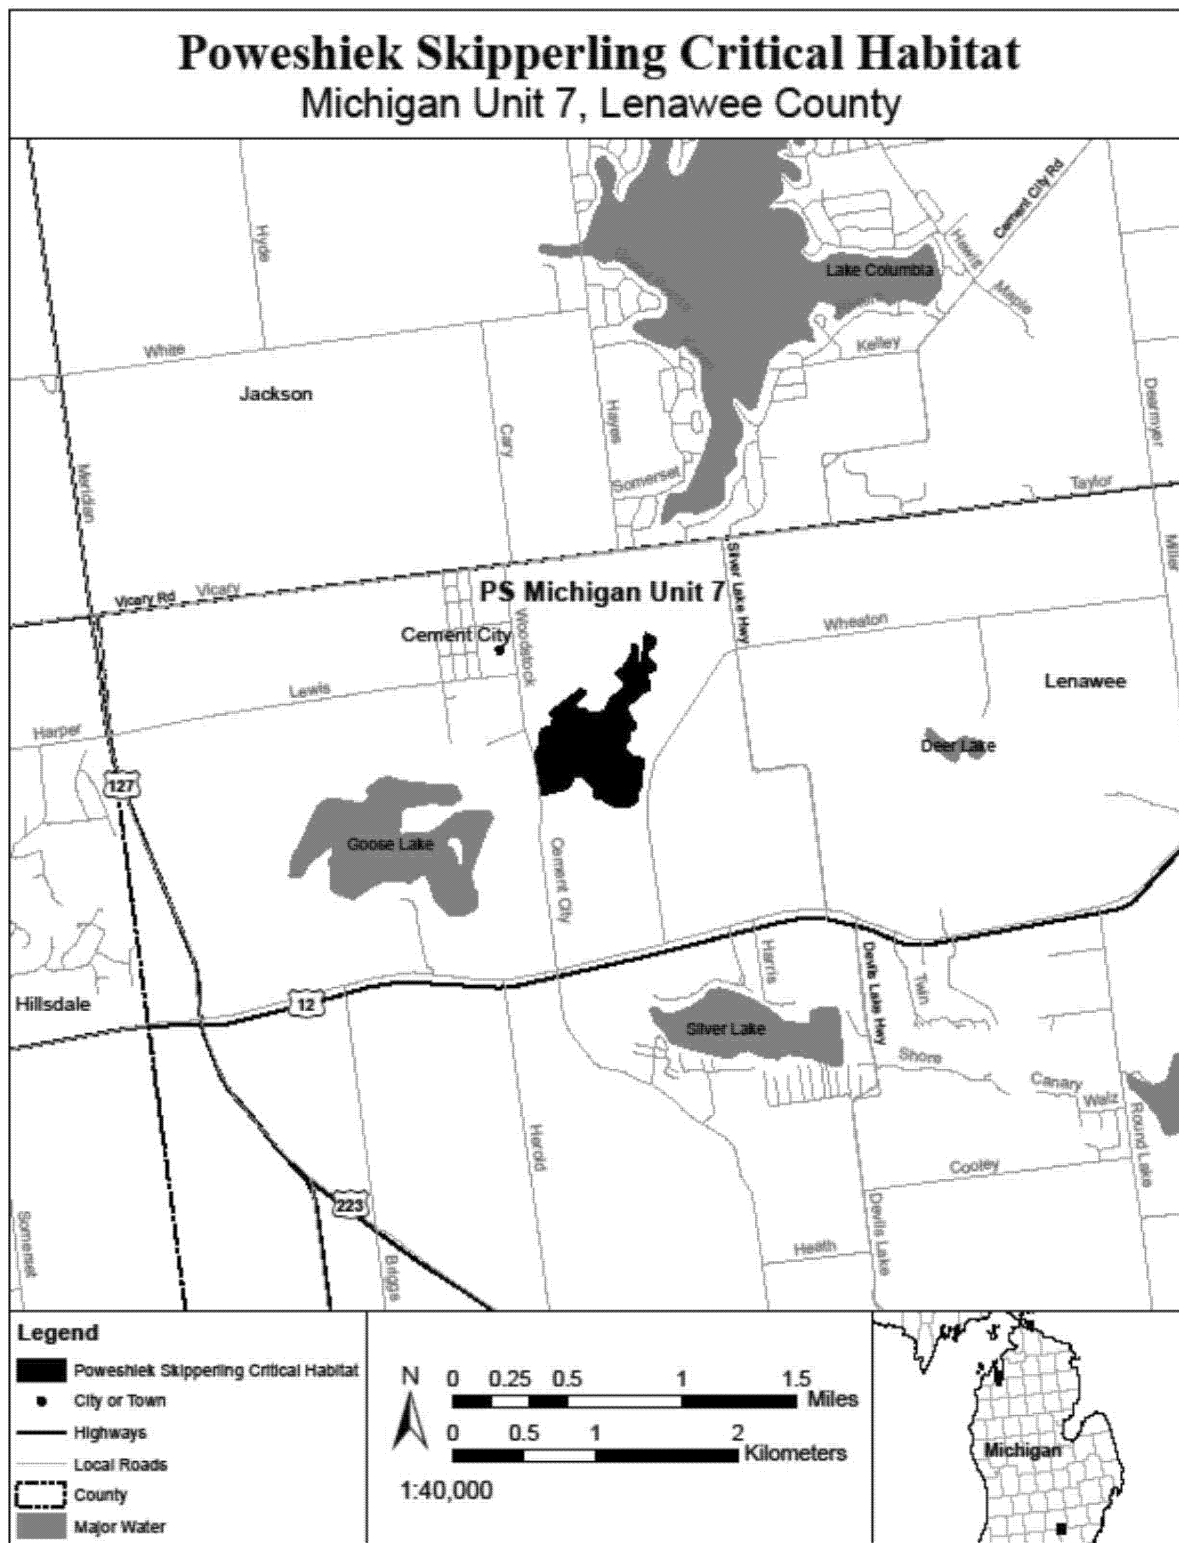 Poweshiek Skipperling Critical Habitat
Michigan Unit 7, Lenawee County
Cement City Rd
Hyde
Hewis
Lake Columbia
Maple
White
Kelley
Jackson
Dearmyer
Hayes
Cary
Meridian
Somerset
Taylor
Miller
Silver Lake Hwy
Vicary Rd
Vicary
PS Michigan Unit 7
Woodstock
Wheaton
Cement City
Lewis
Lenawee
Harper
Deer Lake
127
Goose Lake
Cement City
Harris
Devils Lake Hwy
Twin
Hillsdale
12
Silver Lake
Shore
Canary
Walz
Round Lake
Herold
Cooley
223
Devils Lake
Somerset
Heath
Briggs
Legend
Poweshiek Skipperling Critical Habitat
City or Town
Highways
Local Roads
County
Major Water
N
0 0.25 0.5 1 1.5
Miles
0 0.5 1 2
Kilometers
1:40,000
Michigan